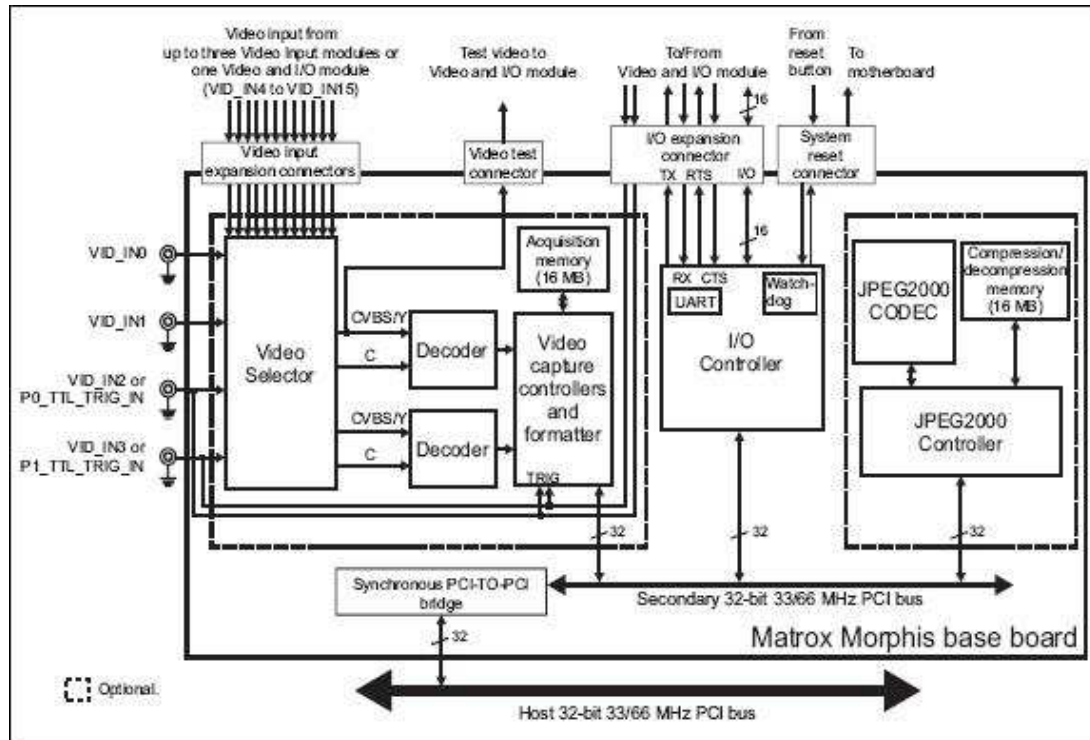 Video input from
up to three Video Input modules or
one Video and I/O module
(VID_IN4 to VID_IN15)
Test video to
Video and I/O module
To/From
Video and I/O module
From
reset
button
To
motherboard
16
Video input
expansion connectors
Video test
connector
I/O expansion
connector
TX RTS I/O
System
reset
connector
VID_IN0
VID_IN1
VID_IN2 or
P0_TTL_TRIG_IN
VID_IN3 or
P1_TTL_TRIG_IN
Video
Selector
CVBS/Y
C
CVBS/Y
C
Decoder
Decoder
Acquisition
memory
(16 MB)
Video
capture
controllers
and
formatter
TRIG
16
RX CTS
UART
Watch-
dog
I/O
Controller
JPEG2000
CODEC
Compression/
decompression
memory
(16 MB)
JPEG2000
Controller
32
32
32
Synchronous PCI-TO-PCI
bridge
Secondary 32-bit 33/66 MHz PCI bus
32
Matrox Morphis base board
Optional.
Host 32-bit 33/66 MHz PCI bus